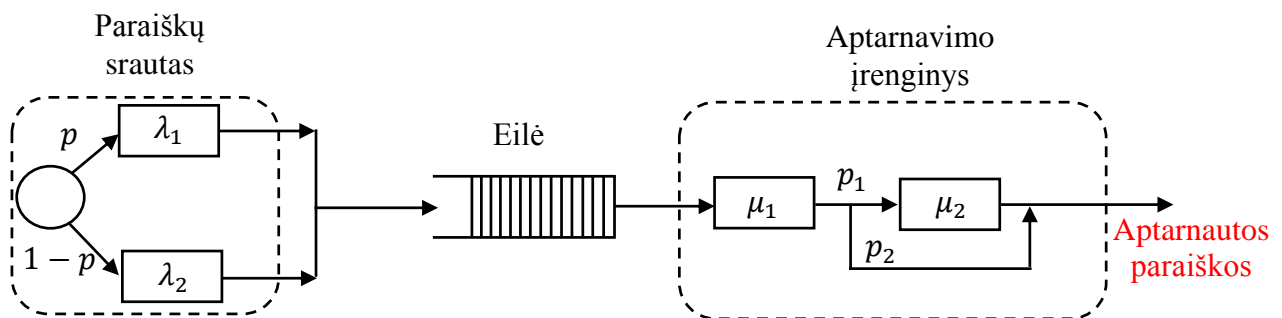 Paraiškų
srautas
p
λ₁
1 − p
λ₂
Eilė
Aptarnavimo
įrenginys
μ₁
p₁
μ₂
p₂
Aptarnautos
paraiškos